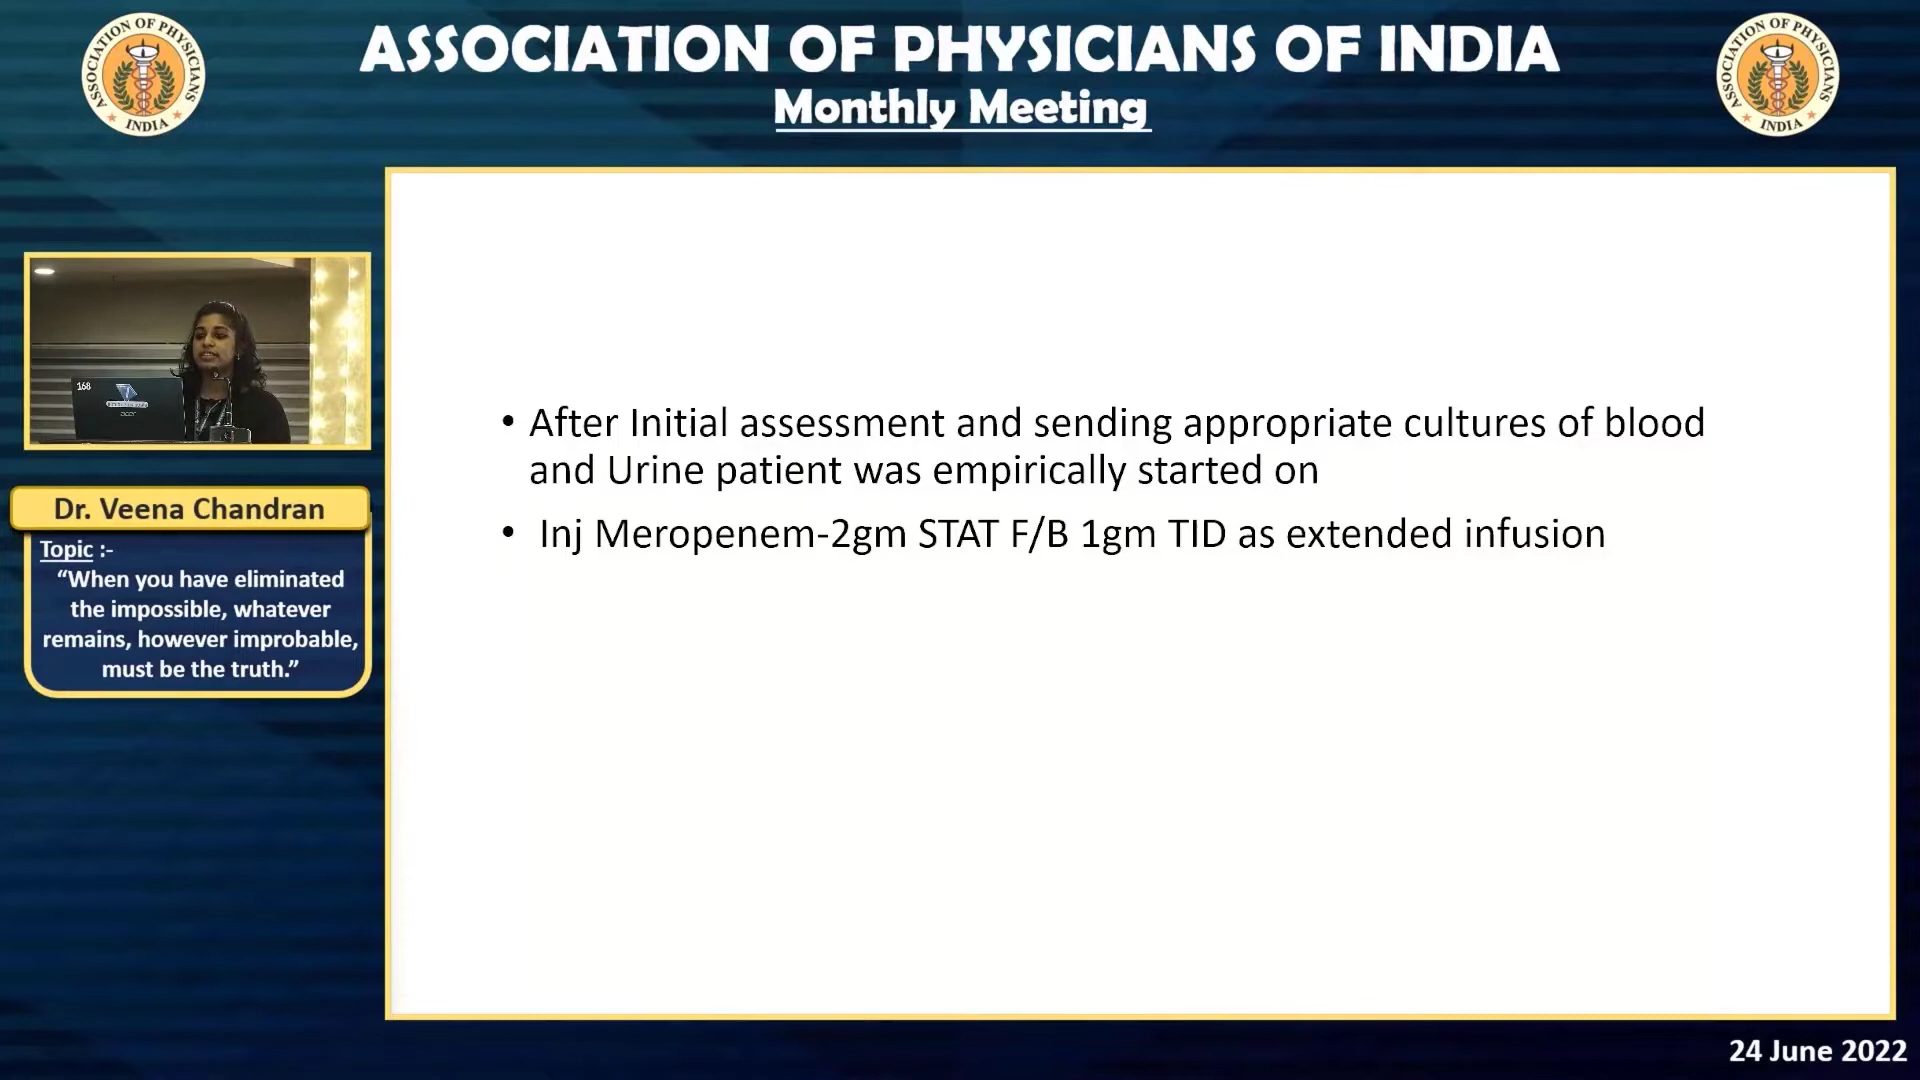 ASSOCIATION OF PHYSICIANS OF INDIA
Monthly Meeting
ASSOCIATION OF PHYSICIANS
INDIA
ASSOCIATION OF PHYSICIANS
INDIA
168
acer
Dr. Veena Chandran
Topic :-
“When you have eliminated
the impossible, whatever
remains, however improbable,
must be the truth.”
• After Initial assessment and sending appropriate cultures of blood
and Urine patient was empirically started on
• Inj Meropenem-2gm STAT F/B 1gm TID as extended infusion
24 June 2022